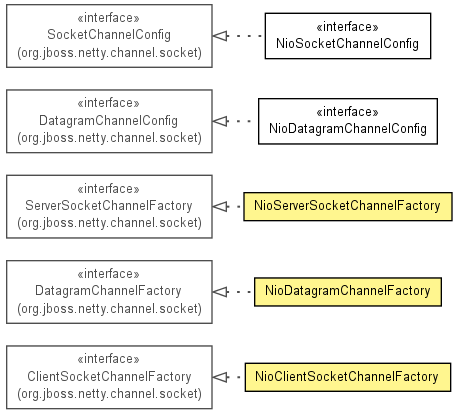 «interface»
SocketChannelConfig
(org.jboss.netty.channel.socket)
«interface»
NioSocketChannelConfig
«interface»
DatagramChannelConfig
(org.jboss.netty.channel.socket)
«interface»
NioDatagramChannelConfig
«interface»
ServerSocketChannelFactory
(org.jboss.netty.channel.socket)
NioServerSocketChannelFactory
«interface»
DatagramChannelFactory
(org.jboss.netty.channel.socket)
NioDatagramChannelFactory
«interface»
ClientSocketChannelFactory
(org.jboss.netty.channel.socket)
NioClientSocketChannelFactory